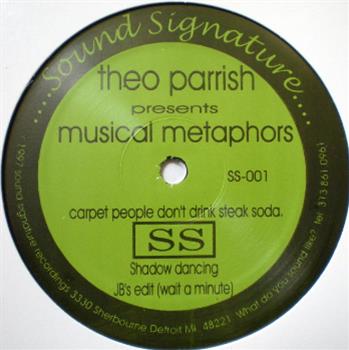 ....Sound Signature....
theo parrish
presents
musical metaphors
SS-001
carpet people don't drink steak soda.
SS
Shadow dancing
JB's edit (wait a minute)
1997 sound signature recordings 3330 Sherbourne Detroit Mi. 48221 What do you sound like? tel 313 861 0961